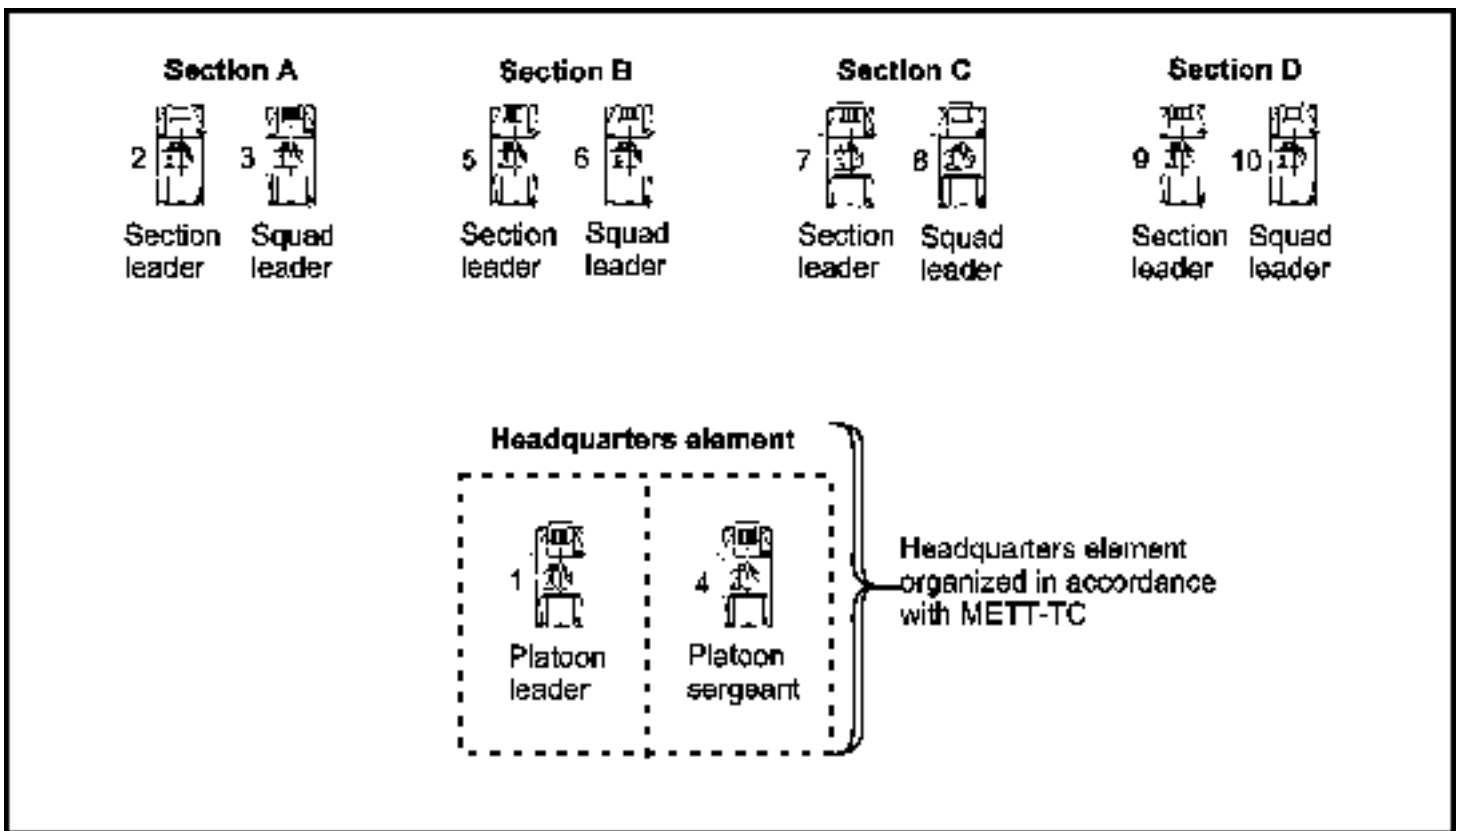 Section A Section B Section C Section D
2 3 5 6 7 8 9 10
Section Squad Section Squad Section Squad Section Squad
leader leader leader leader leader leader leader leader
Headquarters element
1 4
Platoon Platoon
leader sergeant
Headquarters element
organized in accordance
with METT-TC